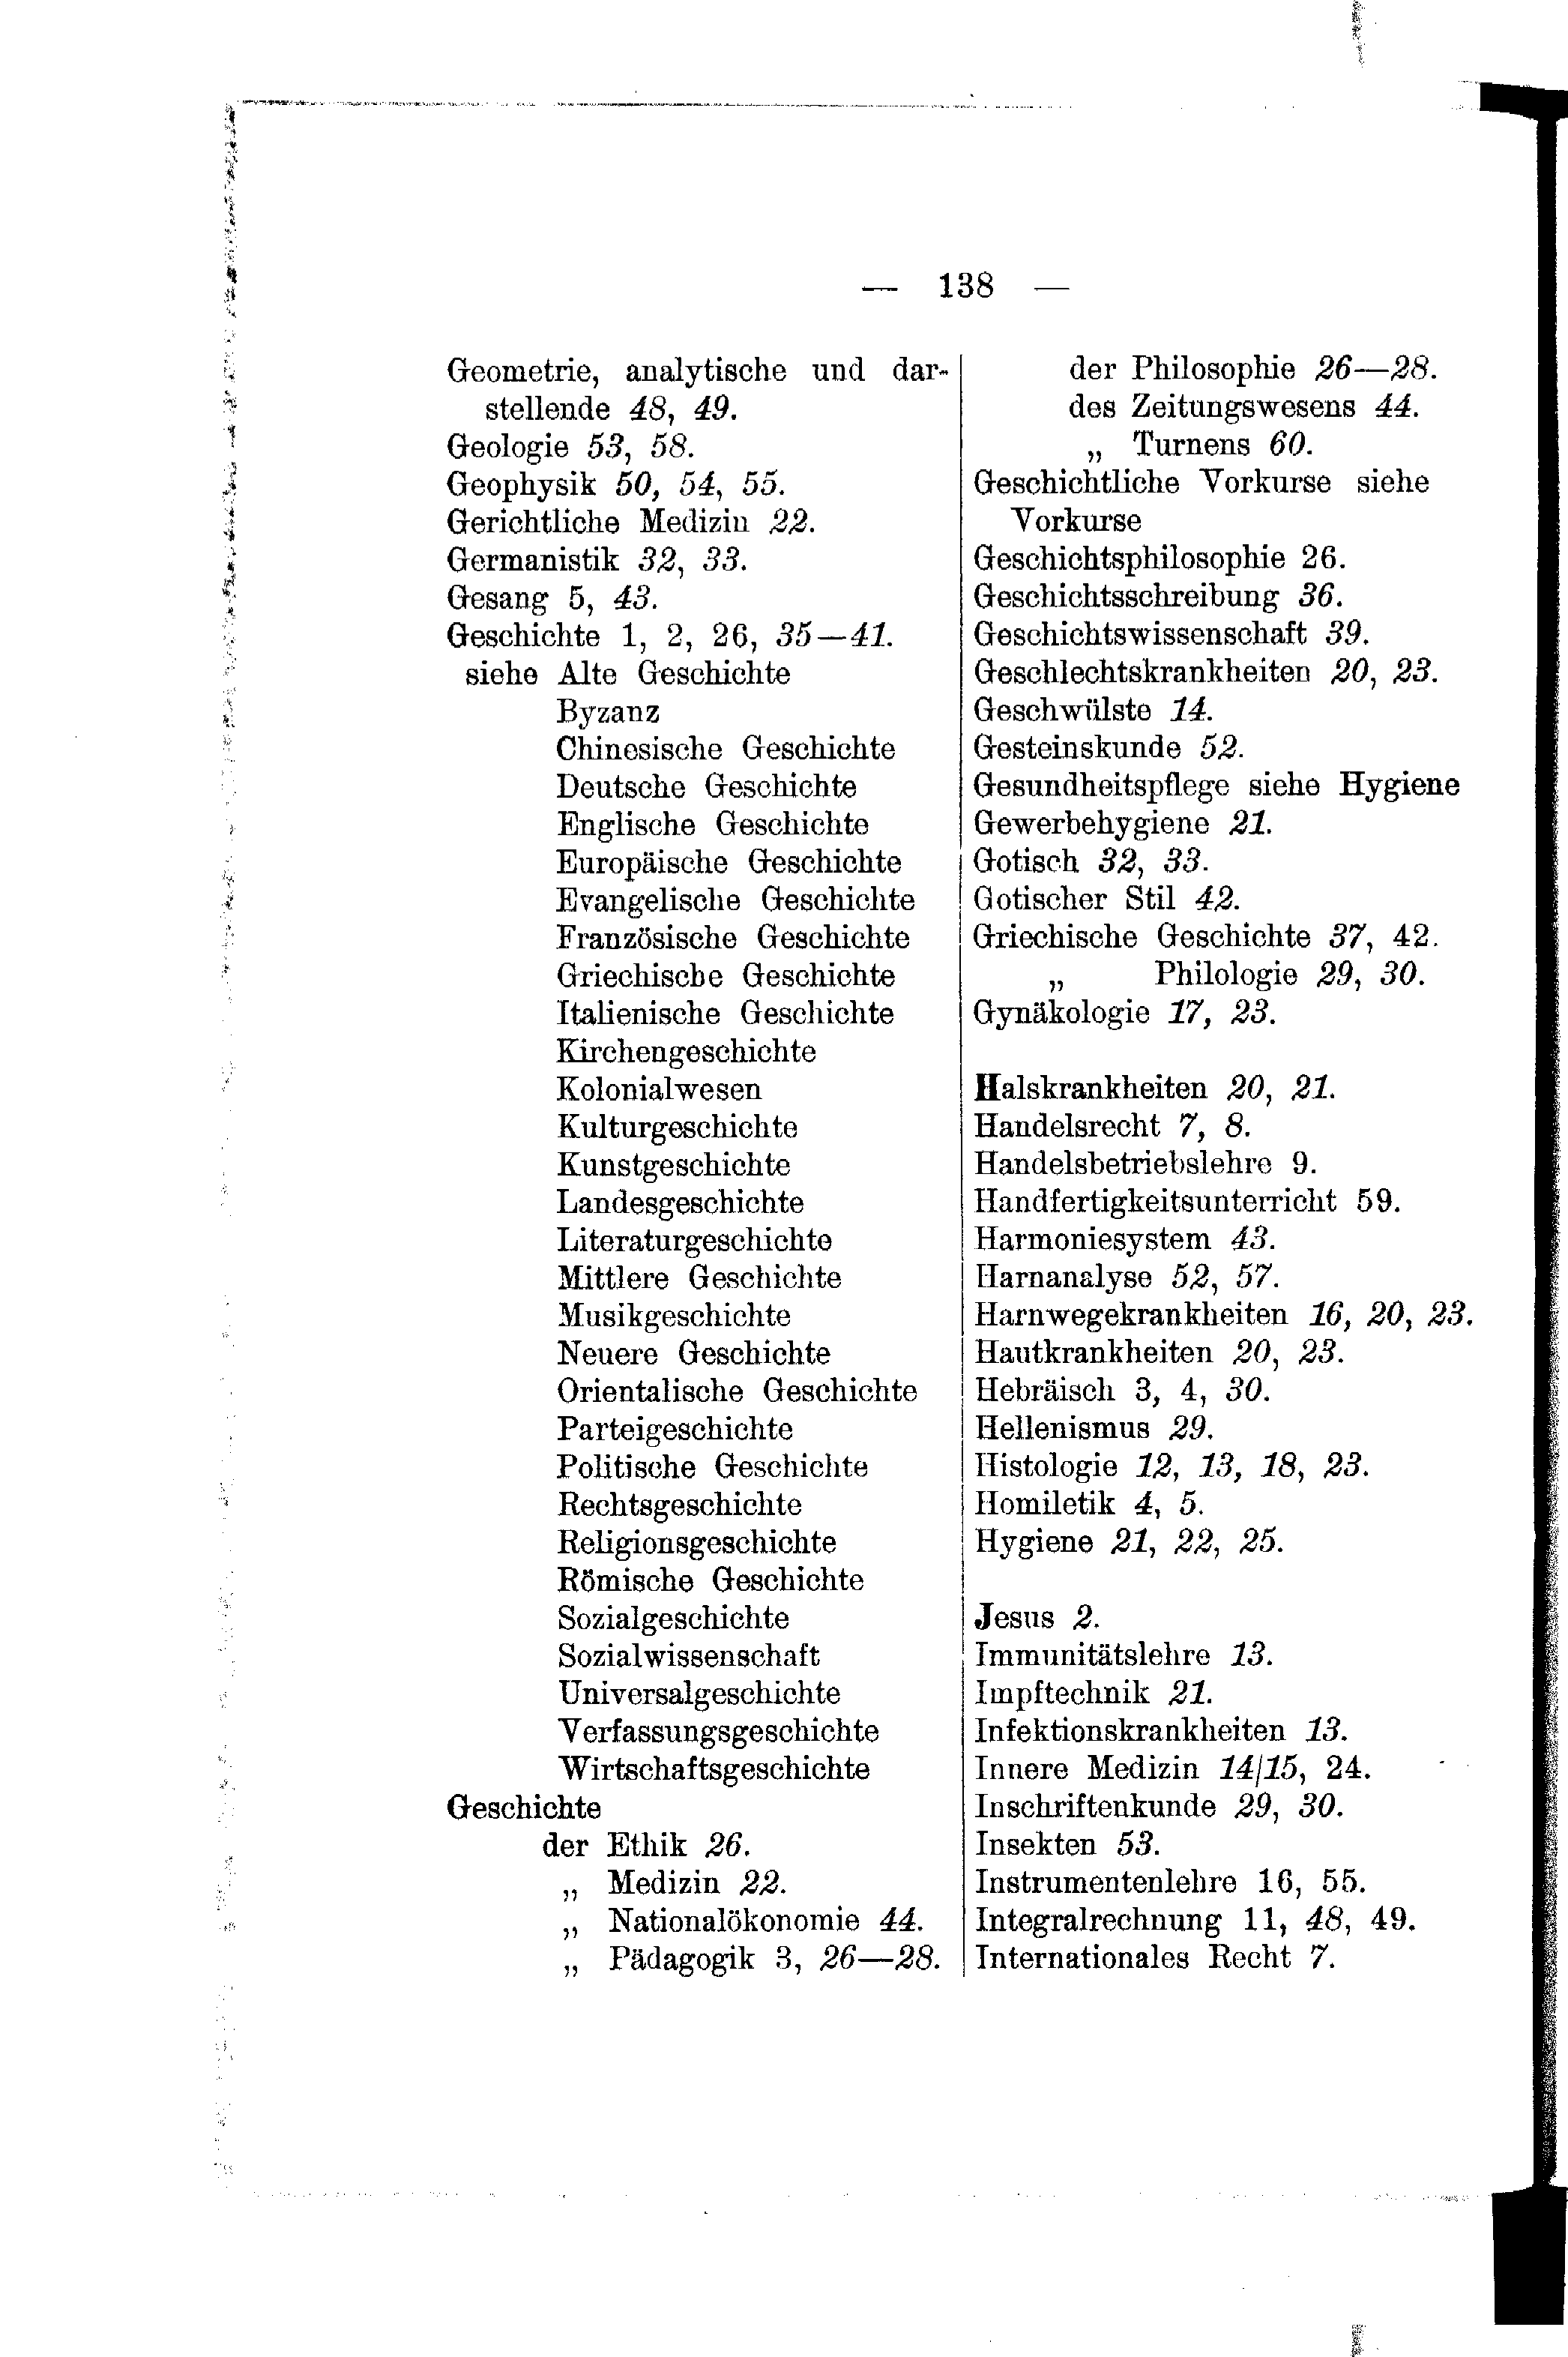 — 138 —
Geometrie, analytische und dar-
stellende 48, 49.
Geologie 53, 58.
Geophysik 50, 54, 55.
Gerichtliche Medizin 22.
Germanistik 32, 33.
Gesang 5, 43.
Geschichte 1, 2, 26, 35—41.
siehe Alte Geschichte
Byzanz
Chinesische Geschichte
Deutsche Geschichte
Englische Geschichte
Europäische Geschichte
Evangelische Geschichte
Französische Geschichte
Griechische Geschichte
Italienische Geschichte
Kirchengeschichte
Kolonialwesen
Kulturgeschichte
Kunstgeschichte
Landesgeschichte
Literaturgeschichte
Mittlere Geschichte
Musikgeschichte
Neuere Geschichte
Orientalische Geschichte
Parteigeschichte
Politische Geschichte
Rechtsgeschichte
Religionsgeschichte
Römische Geschichte
Sozialgeschichte
Sozialwissenschaft
Universalgeschichte
Verfassungsgeschichte
Wirtschaftsgeschichte
Geschichte
der Ethik 26.
„ Medizin 22.
„ Nationalökonomie 44.
„ Pädagogik 3, 26—28.
der Philosophie 26—28.
des Zeitungswesens 44.
„ Turnens 60.
Geschichtliche Vorkurse siehe
Vorkurse
Geschichtsphilosophie 26.
Geschichtsschreibung 36.
Geschichtswissenschaft 39.
Geschlechtskrankheiten 20, 23.
Geschwülste 14.
Gesteinskunde 52.
Gesundheitspflege siehe Hygiene
Gewerbehygiene 21.
Gotisch 32, 33.
Gotischer Stil 42.
Griechische Geschichte 37, 42.
„ Philologie 29, 30.
Gynäkologie 17, 23.
Halskrankheiten 20, 21.
Handelsrecht 7, 8.
Handelsbetriebslehre 9.
Handfertigkeitsunterricht 59.
Harmoniesystem 43.
Harnanalyse 52, 57.
Harnwegekrankheiten 16, 20, 23.
Hautkrankheiten 20, 23.
Hebräisch 3, 4, 30.
Hellenismus 29.
Histologie 12, 13, 18, 23.
Homiletik 4, 5.
Hygiene 21, 22, 25.
Jesus 2.
Immunitätslehre 13.
Impftechnik 21.
Infektionskrankheiten 13.
Innere Medizin 14/15, 24.
Inschriftenkunde 29, 30.
Insekten 53.
Instrumentenlehre 16, 55.
Integralrechnung 11, 48, 49.
Internationales Recht 7.